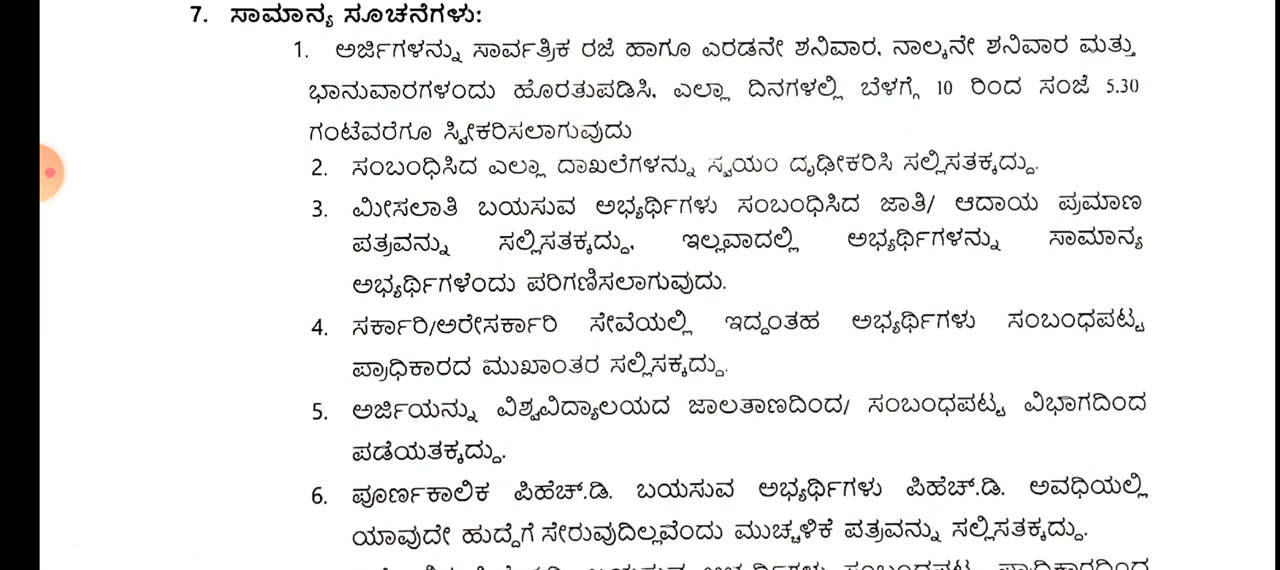 7. ಸಾಮಾನ್ಯ ಸೂಚನೆಗಳು:
1. ಅರ್ಜಿಗಳನ್ನು ಸಾರ್ವತ್ರಿಕ ರಜೆ ಹಾಗೂ ಎರಡನೇ ಶನಿವಾರ, ನಾಲ್ಕನೇ ಶನಿವಾರ ಮತ್ತು
ಭಾನುವಾರಗಳಂದು ಹೊರತುಪಡಿಸಿ, ಎಲ್ಲಾ ದಿನಗಳಲ್ಲಿ ಬೆಳಗ್ಗೆ 10 ರಿಂದ ಸಂಜೆ 5.30
ಗಂಟೆವರೆಗೂ ಸ್ವೀಕರಿಸಲಾಗುವುದು
2. ಸಂಬಂಧಿಸಿದ ಎಲ್ಲಾ ದಾಖಲೆಗಳನ್ನು ಸ್ವಯಂ ದೃಢೀಕರಿಸಿ ಸಲ್ಲಿಸತಕ್ಕದ್ದು.
3. ಮೀಸಲಾತಿ ಬಯಸುವ ಅಭ್ಯರ್ಥಿಗಳು ಸಂಬಂಧಿಸಿದ ಜಾತಿ/ ಆದಾಯ ಪ್ರಮಾಣ
ಪತ್ರವನ್ನು ಸಲ್ಲಿಸತಕ್ಕದ್ದು, ಇಲ್ಲವಾದಲ್ಲಿ ಅಭ್ಯರ್ಥಿಗಳನ್ನು ಸಾಮಾನ್ಯ
ಅಭ್ಯರ್ಥಿಗಳೆಂದು ಪರಿಗಣಿಸಲಾಗುವುದು.
4. ಸರ್ಕಾರಿ/ಅರೇಸರ್ಕಾರಿ ಸೇವೆಯಲ್ಲಿ ಇದ್ದಂತಹ ಅಭ್ಯರ್ಥಿಗಳು ಸಂಬಂಧಪಟ್ಟ
ಪ್ರಾಧಿಕಾರದ ಮುಖಾಂತರ ಸಲ್ಲಿಸಕ್ಕದ್ದು.
5. ಅರ್ಜಿಯನ್ನು ವಿಶ್ವವಿದ್ಯಾಲಯದ ಜಾಲತಾಣದಿಂದ/ ಸಂಬಂಧಪಟ್ಟ ವಿಭಾಗದಿಂದ
ಪಡೆಯತಕ್ಕದ್ದು.
6. ಪೂರ್ಣಕಾಲಿಕ ಪಿಹೆಚ್.ಡಿ. ಬಯಸುವ ಅಭ್ಯರ್ಥಿಗಳು ಪಿಹೆಚ್.ಡಿ. ಅವಧಿಯಲ್ಲಿ
ಯಾವುದೇ ಹುದ್ದೆಗೆ ಸೇರುವುದಿಲ್ಲವೆಂದು ಮುಚ್ಚಳಿಕೆ ಪತ್ರವನ್ನು ಸಲ್ಲಿಸತಕ್ಕದ್ದು.